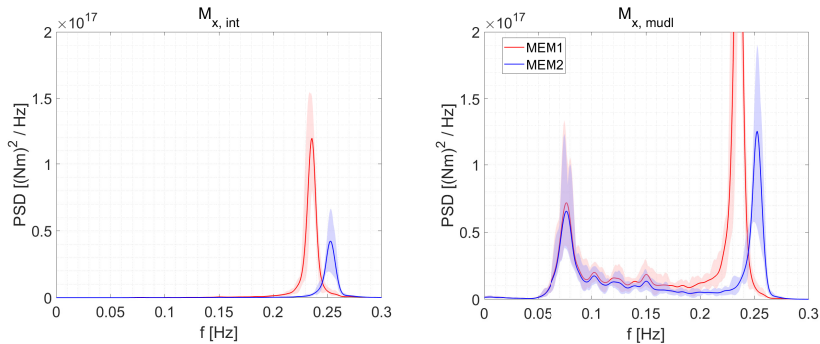 M x, int
×10^17
2
1.5
1
0.5
0
PSD [(Nm)^2 / Hz]
0 0.05 0.1 0.15 0.2 0.25 0.3
f [Hz]
M x, mudl
×10^17
2
1.5
1
0.5
0
PSD [(Nm)^2 / Hz]
MEM1
MEM2
0 0.05 0.1 0.15 0.2 0.25 0.3
f [Hz]